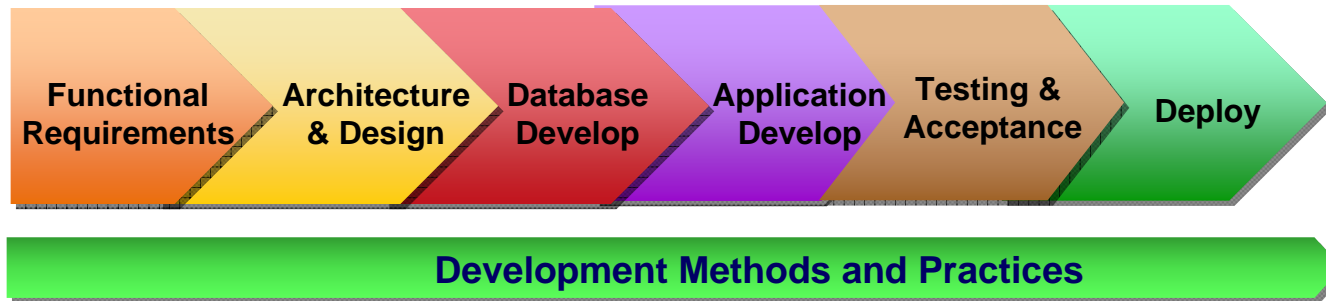 Functional
Requirements
Architecture
& Design
Database
Develop
Application
Develop
Testing &
Acceptance
Deploy
Development Methods and Practices